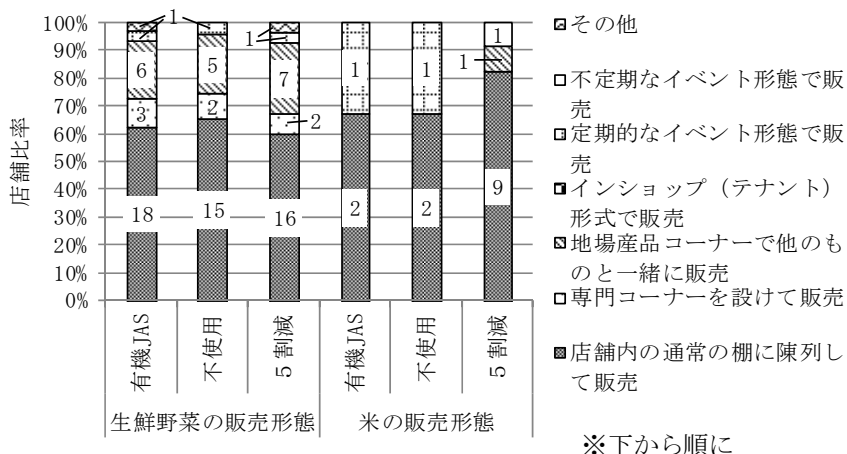 店舗比率
100%
90%
80%
70%
60%
50%
40%
30%
20%
10%
0%
1
6
3
18
5
2
15
1
7
2
16
1
2
1
2
1
1
9
有機JAS
不使用
５割減
有機JAS
不使用
５割減
生鮮野菜の販売形態
米の販売形態
その他
不定期なイベント形態で販
売
定期的なイベント形態で販
売
インショップ（テナント）
形式で販売
地場産品コーナーで他のも
のと一緒に販売
専門コーナーを設けて販売
店舗内の通常の棚に陳列し
て販売
※下から順に